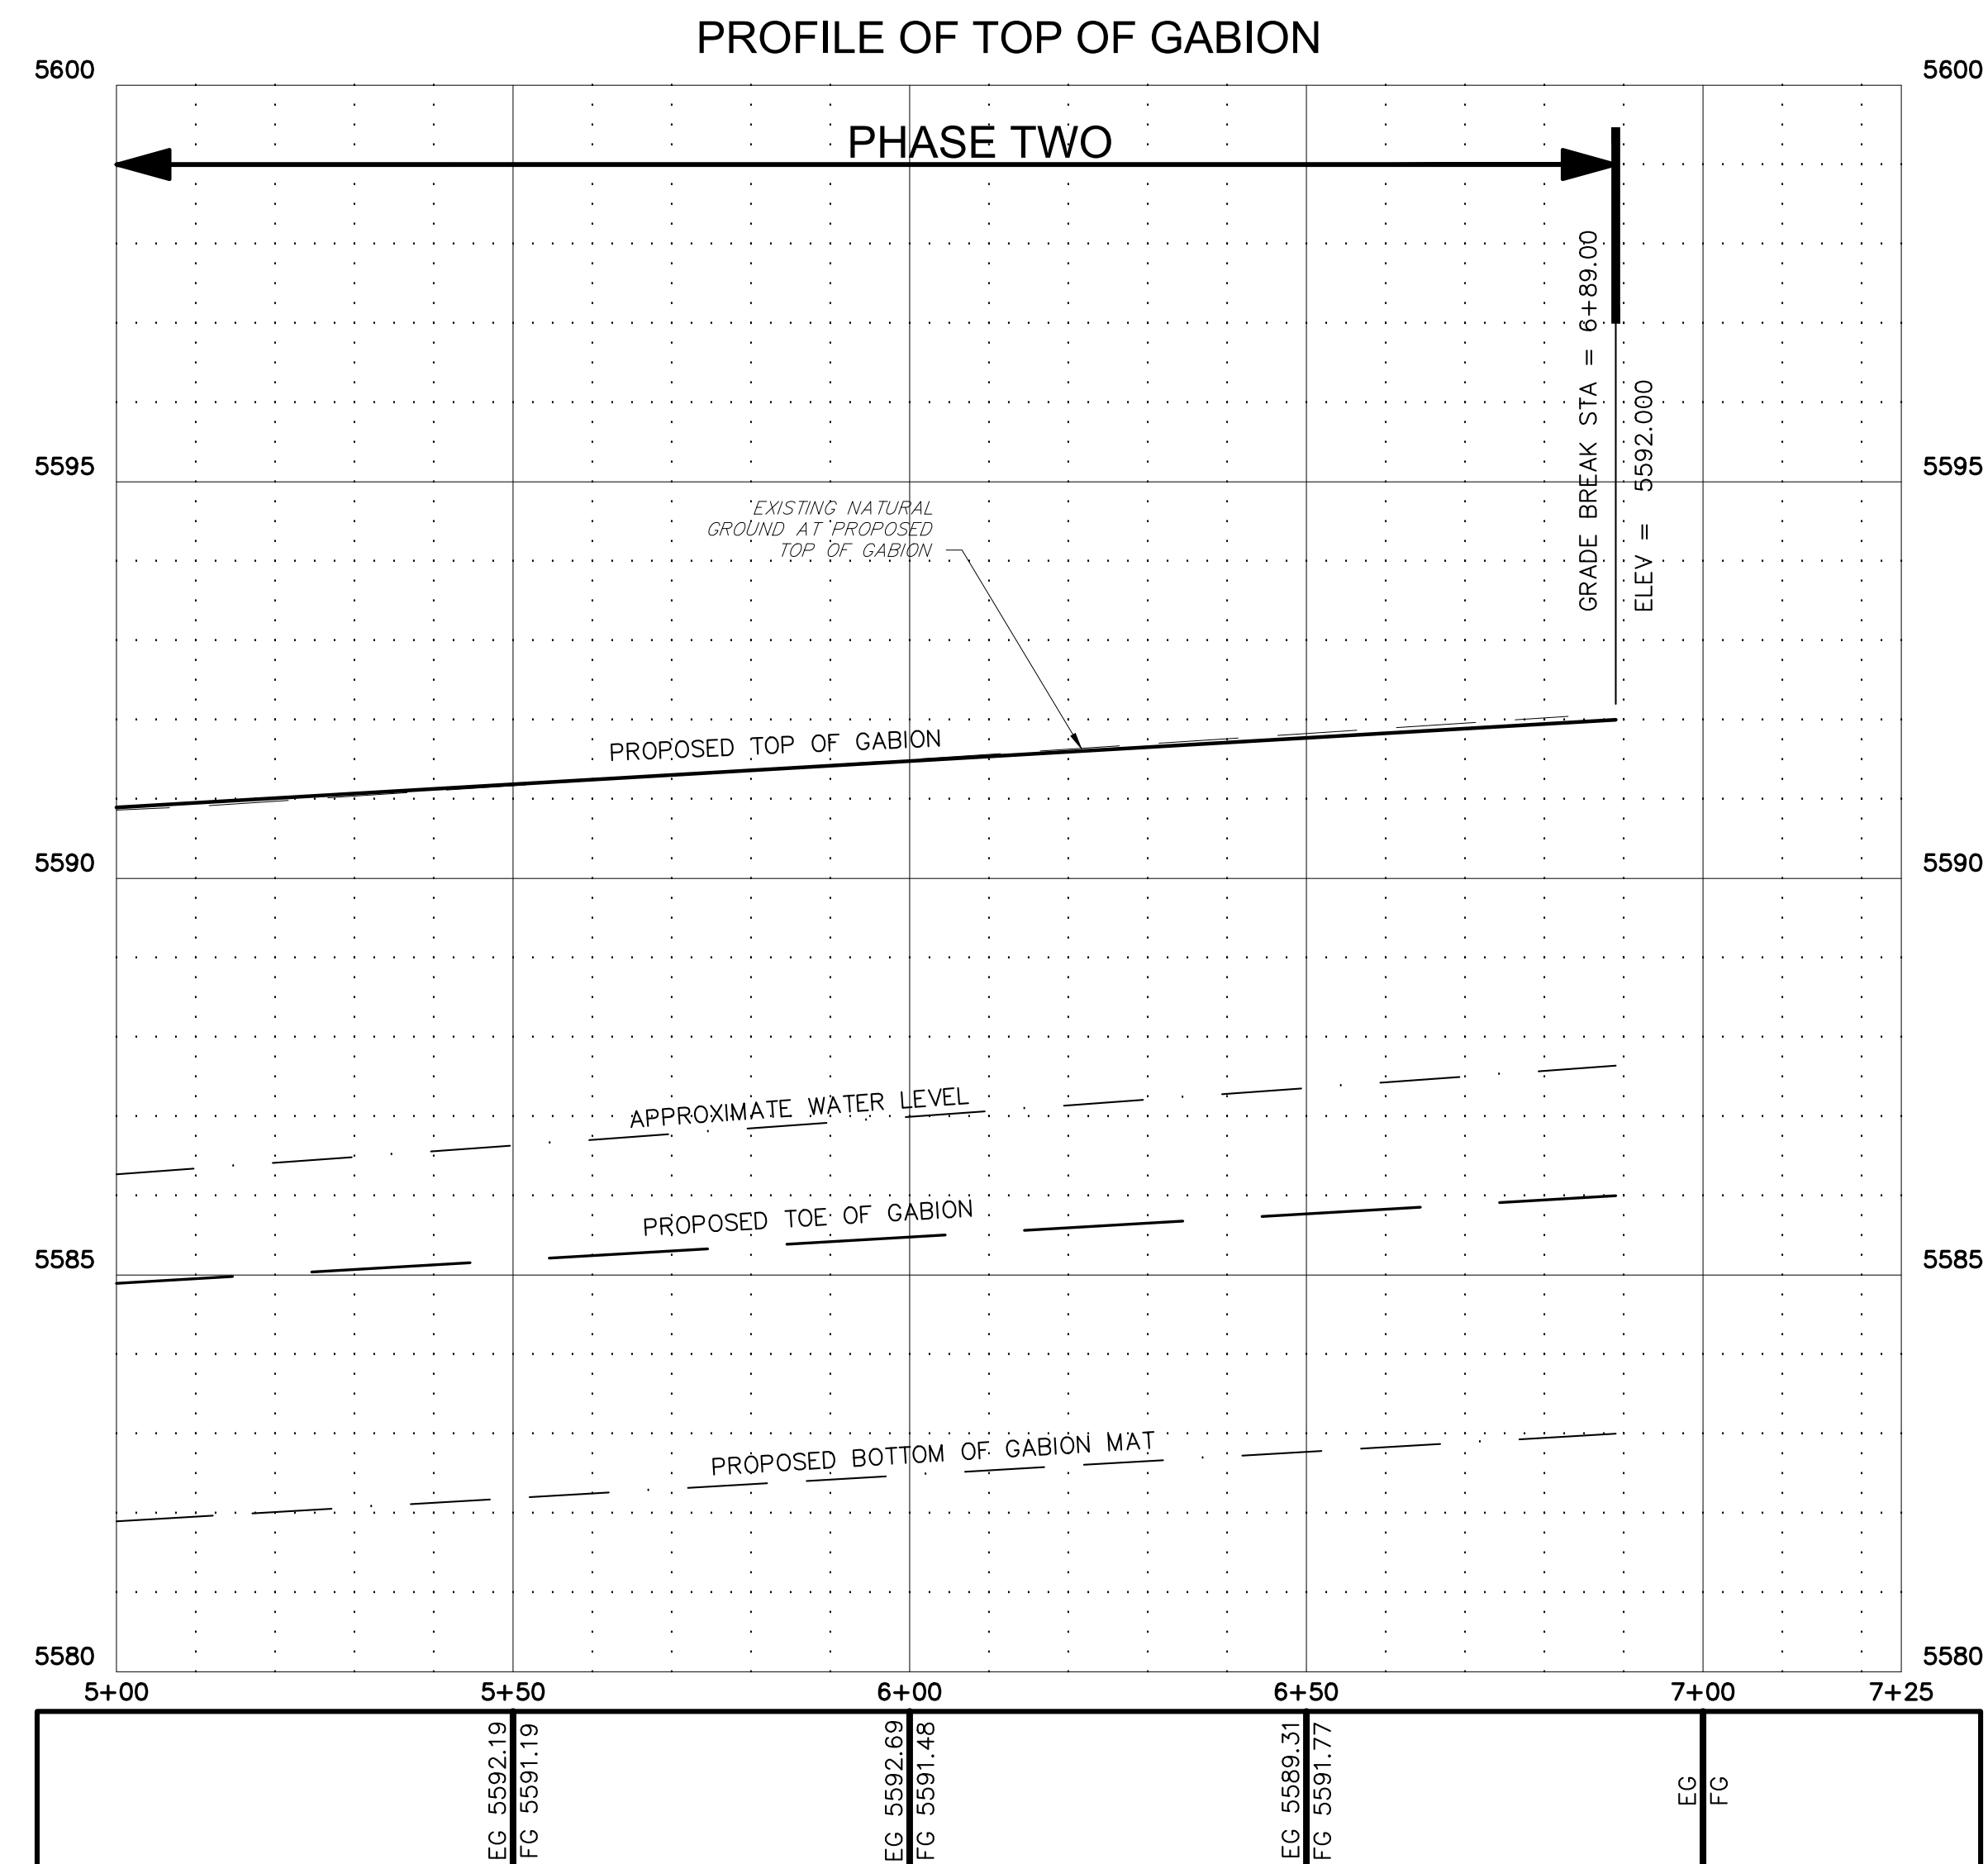 PROFILE OF TOP OF GABION
5600
5600
PHASE TWO
GRADE BREAK STA = 6+89.00
ELEV = 5592.000
5595
5595
EXISTING NATURAL
GROUND AT PROPOSED
TOP OF GABION
PROPOSED TOP OF GABION
5590
5590
APPROXIMATE WATER LEVEL
PROPOSED TOE OF GABION
5585
5585
PROPOSED BOTTOM OF GABION MAT
5580
5580
5+00
5+50
6+00
6+50
7+00
7+25
EG 5592.19
FG 5591.19
EG 5592.69
FG 5591.48
EG 5589.31
FG 5591.77
EG
FG